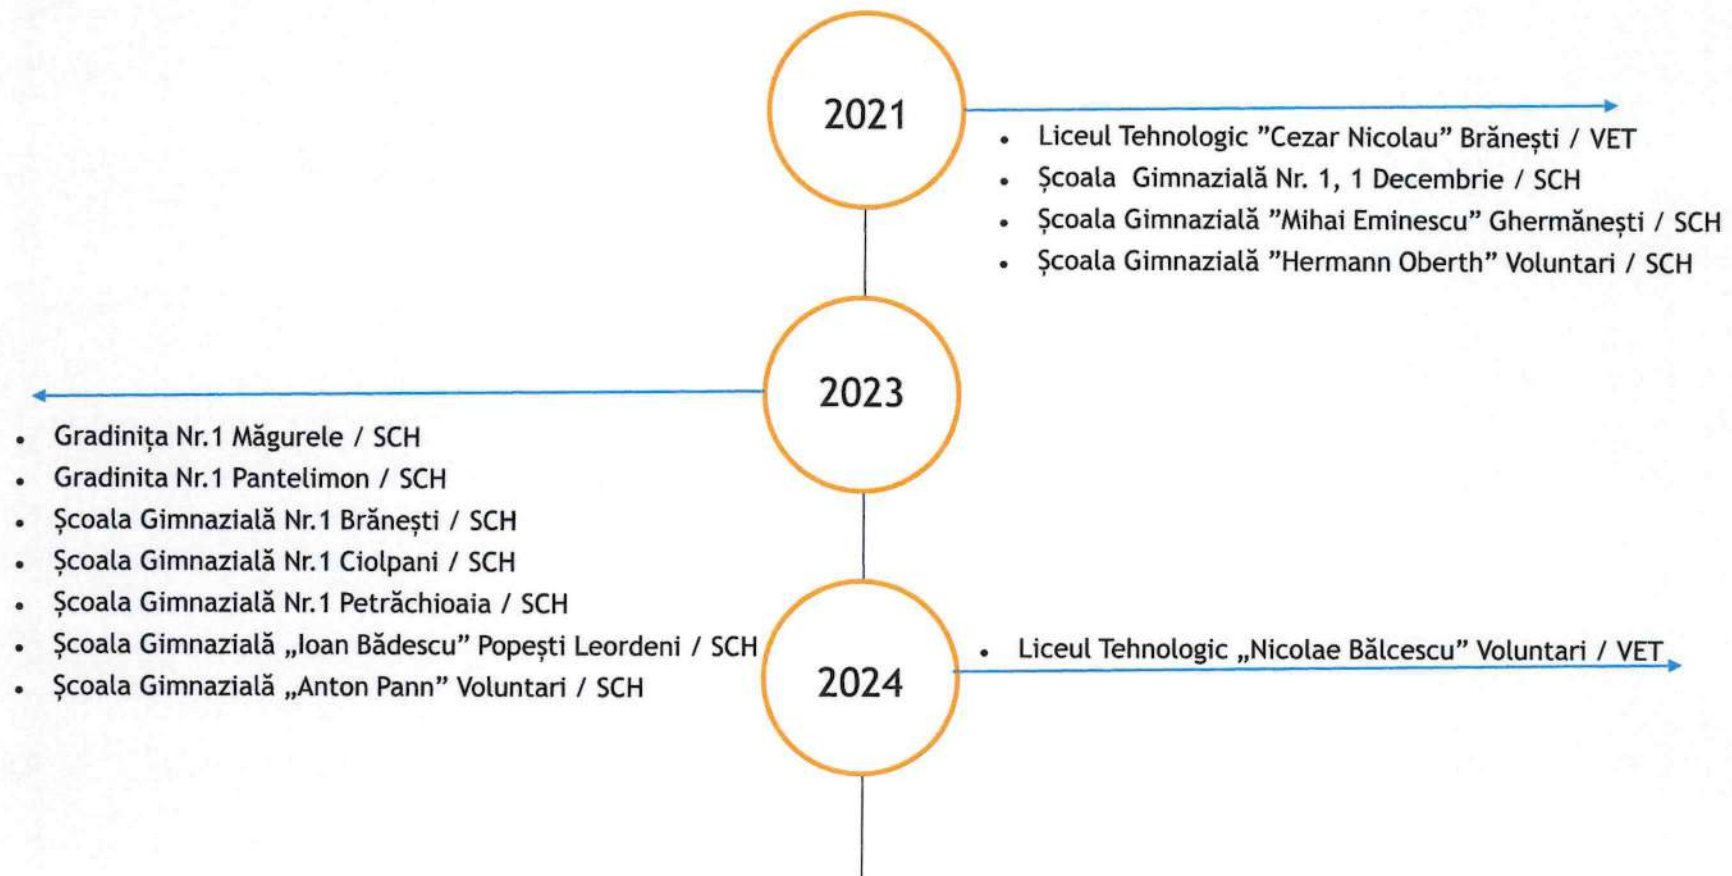 2021
• Liceul Tehnologic ”Cezar Nicolau” Brănești / VET
• Școala Gimnazială Nr. 1, 1 Decembrie / SCH
• Școala Gimnazială ”Mihai Eminescu” Ghermănești / SCH
• Școala Gimnazială ”Hermann Oberth” Voluntari / SCH
2023
• Gradinița Nr.1 Măgurele / SCH
• Gradinita Nr.1 Pantelimon / SCH
• Școala Gimnazială Nr.1 Brănești / SCH
• Școala Gimnazială Nr.1 Ciolpani / SCH
• Școala Gimnazială Nr.1 Petrăchioaia / SCH
• Școala Gimnazială „Ioan Bădescu” Popești Leordeni / SCH
• Școala Gimnazială „Anton Pann” Voluntari / SCH
2024
• Liceul Tehnologic „Nicolae Bălcescu” Voluntari / VET